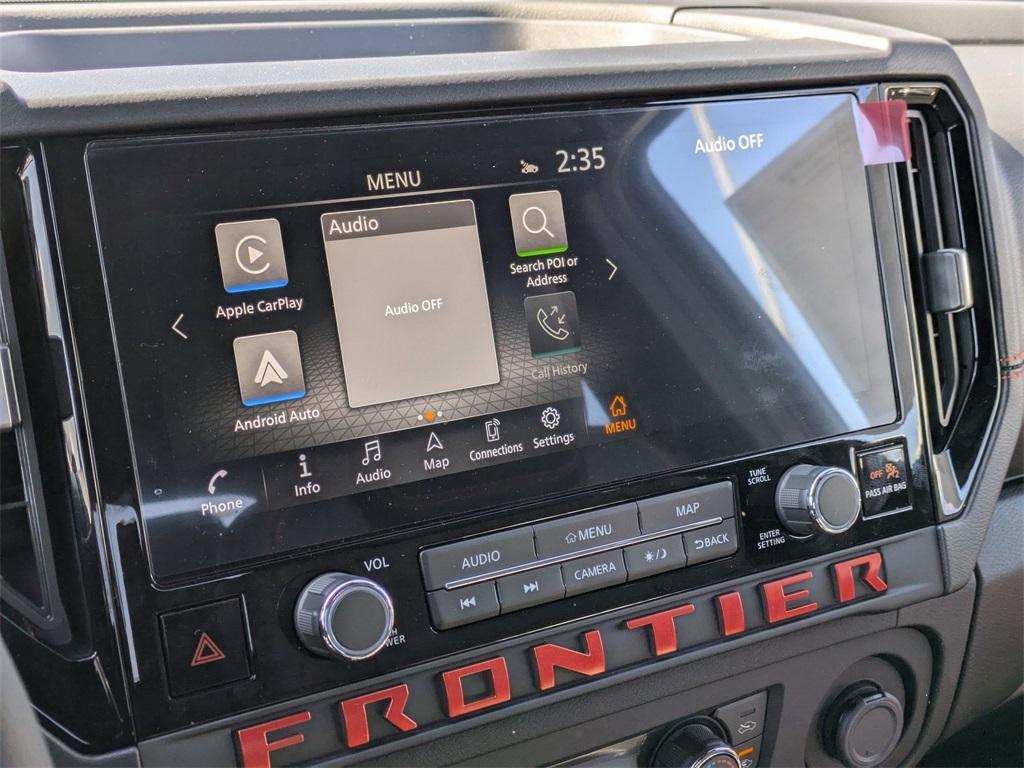 2:35
Audio OFF
MENU
Audio
Audio OFF
Apple CarPlay
Android Auto
Search POI or
Address
Call History
Phone
Info
Audio
Map
Connections
Settings
MENU
TUNE
SCROLL
OFF
PASS AIR BAG
ENTER
SETTING
VOL
AUDIO
MENU
MAP
CAMERA
BACK
FRONTIER